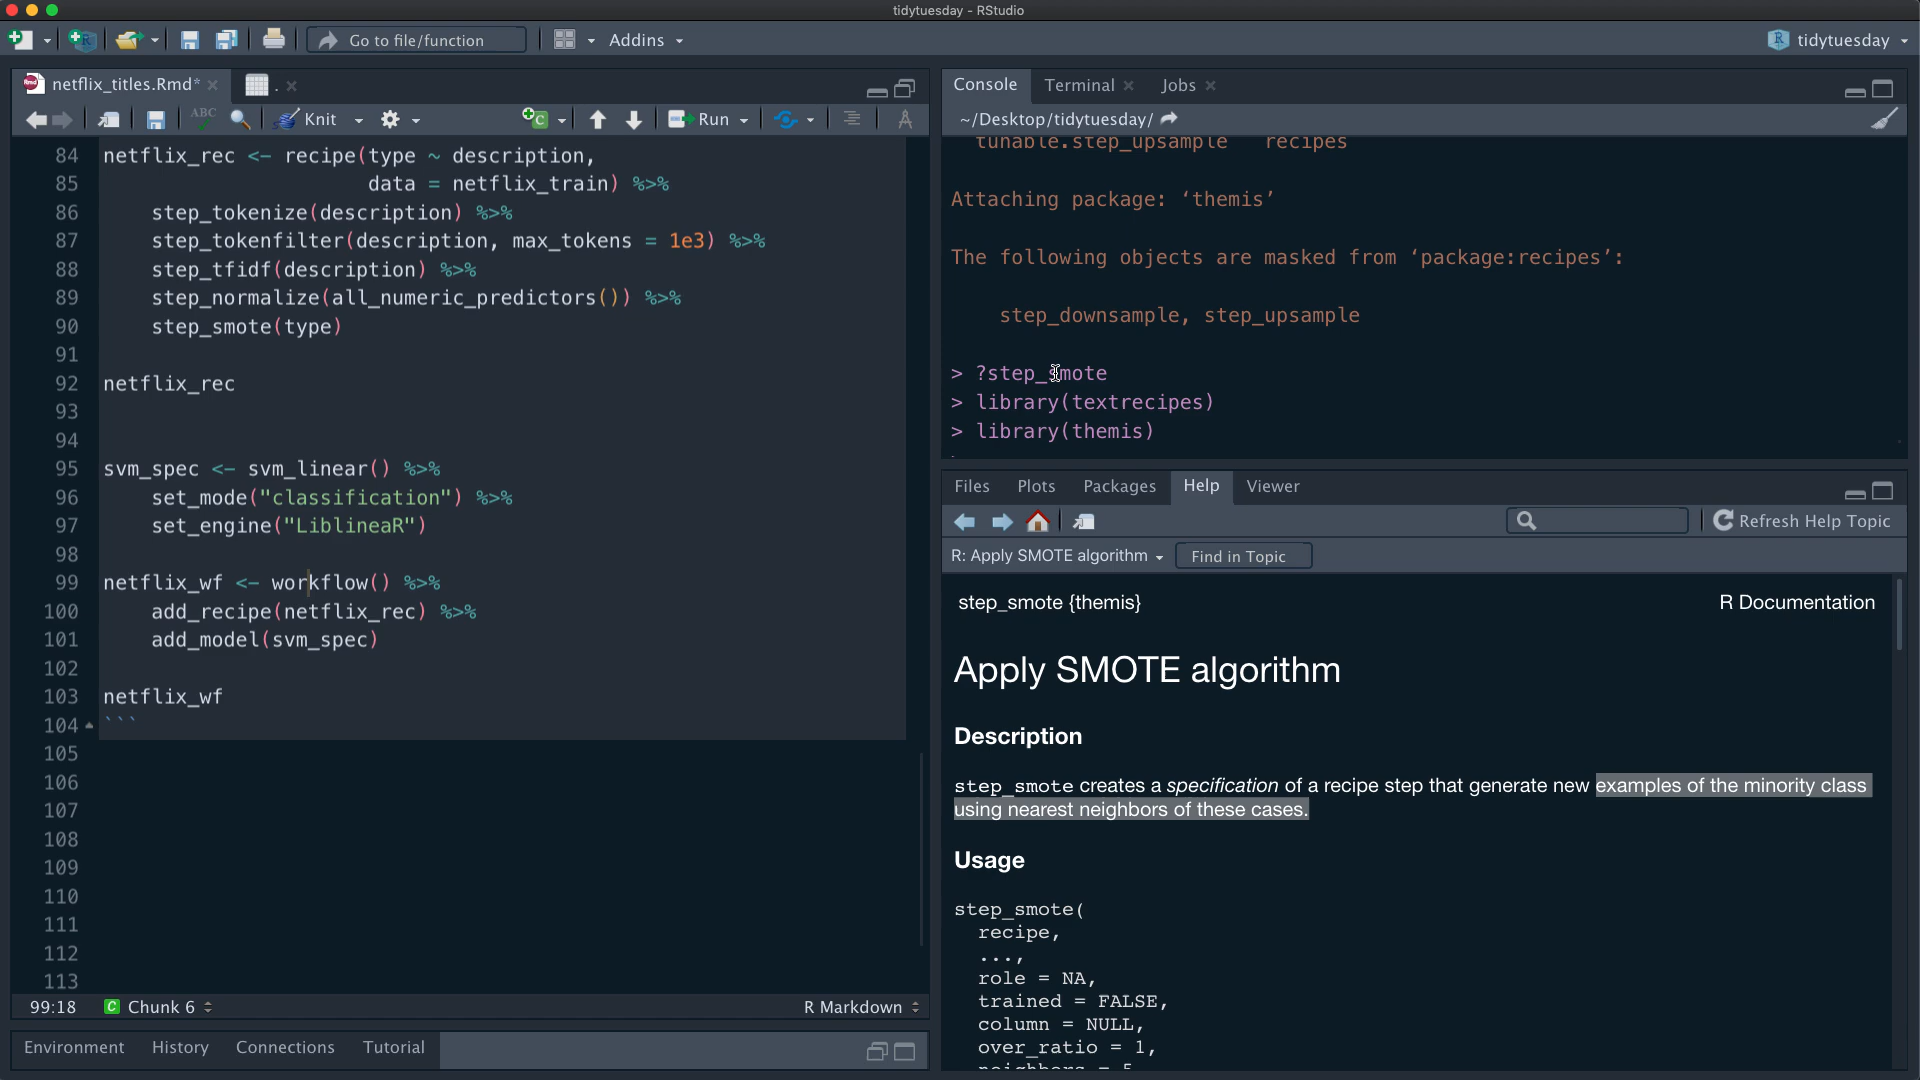 tidytuesday - RStudio
Go to file/function
Addins
tidytuesday
netflix_titles.Rmd*
.
ABC
Knit
Run
84 netflix_rec <- recipe(type ~ description,
85 data = netflix_train) %>%
86 step_tokenize(description) %>%
87 step_tokenfilter(description, max_tokens = 1e3) %>%
88 step_tfidf(description) %>%
89 step_normalize(all_numeric_predictors()) %>%
90 step_smote(type)
91
92 netflix_rec
93
94
95 svm_spec <- svm_linear() %>%
96 set_mode("classification") %>%
97 set_engine("LiblineaR")
98
99 netflix_wf <- workflow() %>%
100 add_recipe(netflix_rec) %>%
101 add_model(svm_spec)
102
103 netflix_wf
104 ```
105
106
107
108
109
110
111
112
113
99:18 C Chunk 6 R Markdown
Environment History Connections Tutorial
Console Terminal Jobs
~/Desktop/tidytuesday/
tunable.step_upsample recipes
Attaching package: ‘themis’
The following objects are masked from ‘package:recipes’:
step_downsample, step_upsample
> ?step_smote
> library(textrecipes)
> library(themis)
Files Plots Packages Help Viewer
Refresh Help Topic
R: Apply SMOTE algorithm Find in Topic
step_smote {themis} R Documentation
Apply SMOTE algorithm
Description
step_smote creates a specification of a recipe step that generate new examples of the minority class
using nearest neighbors of these cases.
Usage
step_smote(
recipe,
...,
role = NA,
trained = FALSE,
column = NULL,
over_ratio = 1,
neighbors = 5